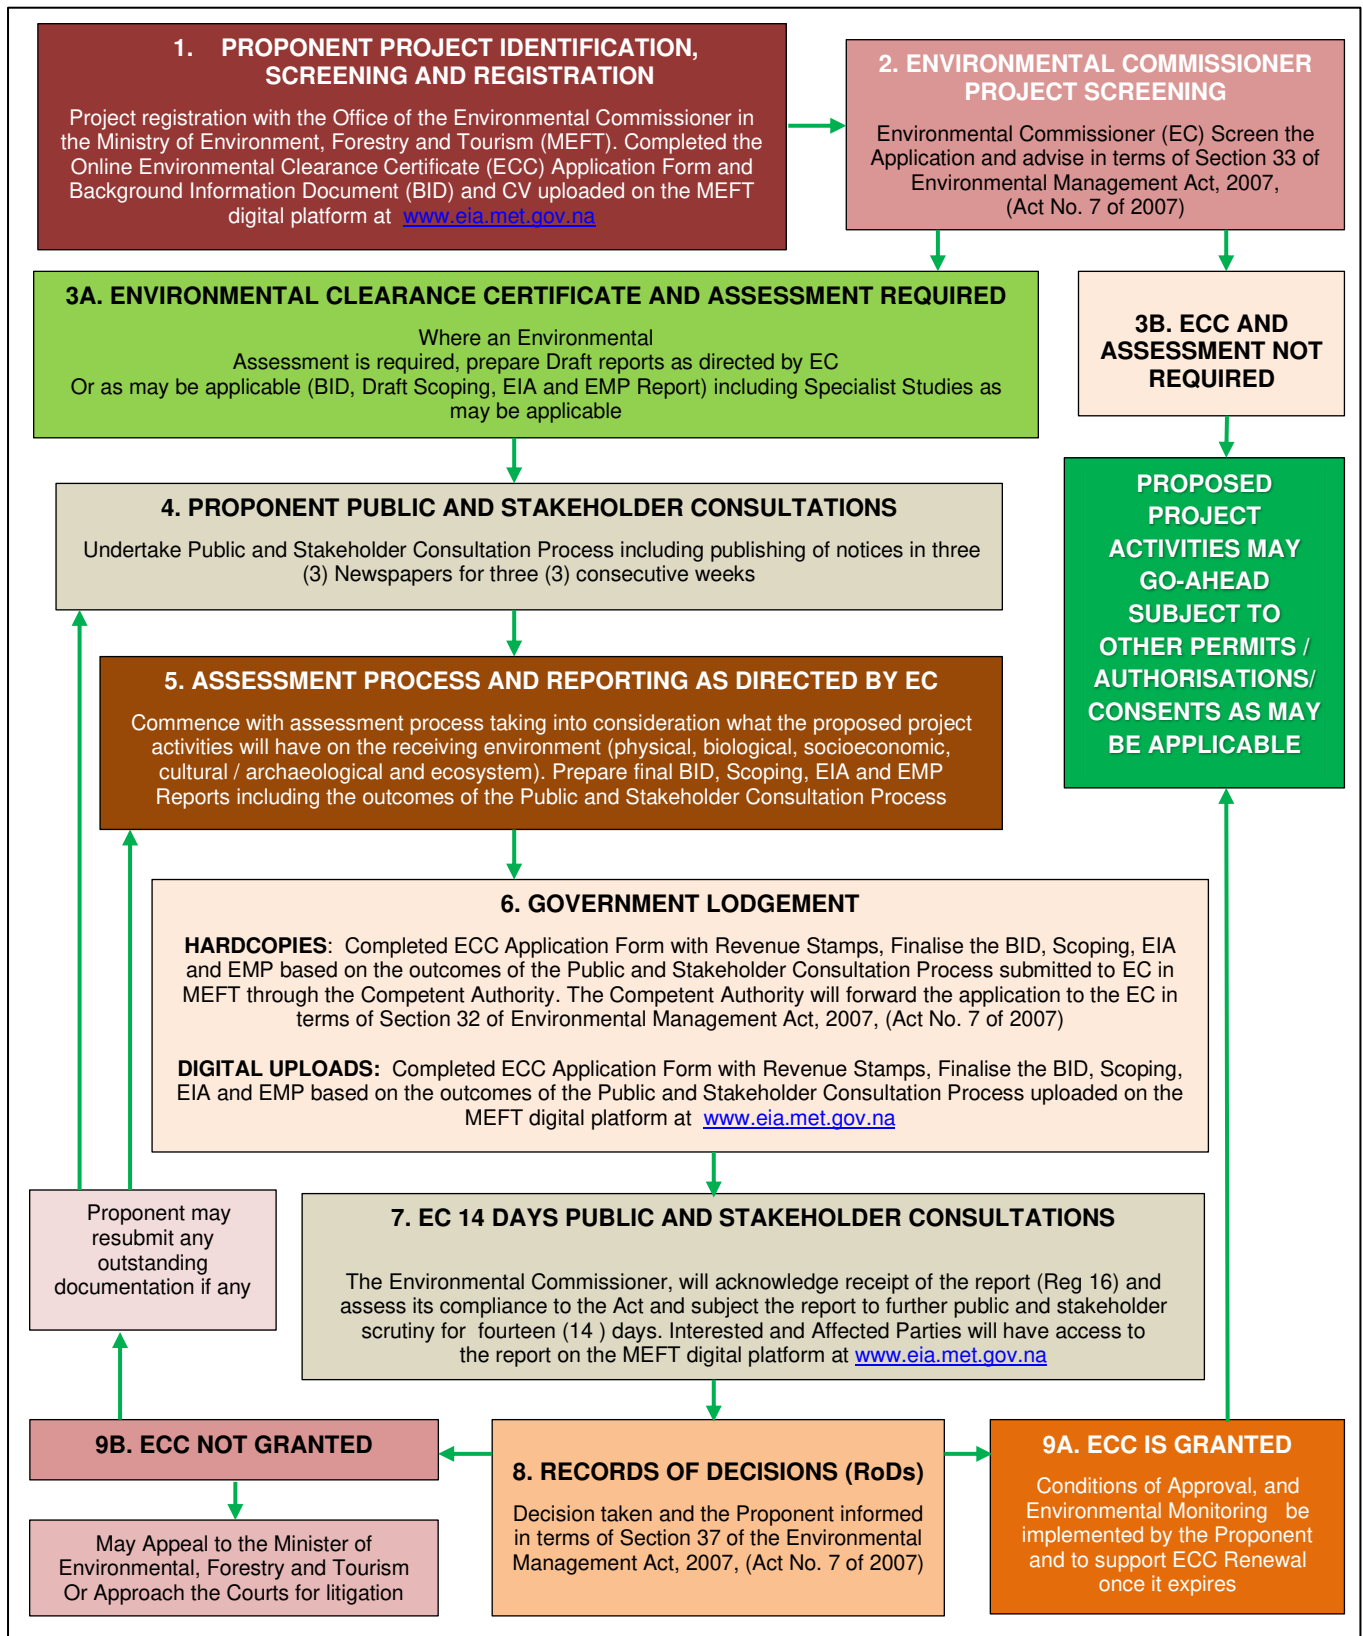 1. PROPONENT PROJECT IDENTIFICATION,
SCREENING AND REGISTRATION
Project registration with the Office of the Environmental Commissioner in
the Ministry of Environment, Forestry and Tourism (MEFT). Completed the
Online Environmental Clearance Certificate (ECC) Application Form and
Background Information Document (BID) and CV uploaded on the MEFT
digital platform at www.eia.met.gov.na
2. ENVIRONMENTAL COMMISSIONER
PROJECT SCREENING
Environmental Commissioner (EC) Screen the
Application and advise in terms of Section 33 of
Environmental Management Act, 2007,
(Act No. 7 of 2007)
3A. ENVIRONMENTAL CLEARANCE CERTIFICATE AND ASSESSMENT REQUIRED
Where an Environmental
Assessment is required, prepare Draft reports as directed by EC
Or as may be applicable (BID, Draft Scoping, EIA and EMP Report) including Specialist Studies as
may be applicable
3B. ECC AND
ASSESSMENT NOT
REQUIRED
4. PROPONENT PUBLIC AND STAKEHOLDER CONSULTATIONS
Undertake Public and Stakeholder Consultation Process including publishing of notices in three
(3) Newspapers for three (3) consecutive weeks
PROPOSED
PROJECT
ACTIVITIES MAY
GO-AHEAD
SUBJECT TO
OTHER PERMITS /
AUTHORISATIONS/
CONSENTS AS MAY
BE APPLICABLE
5. ASSESSMENT PROCESS AND REPORTING AS DIRECTED BY EC
Commence with assessment process taking into consideration what the proposed project
activities will have on the receiving environment (physical, biological, socioeconomic,
cultural / archaeological and ecosystem). Prepare final BID, Scoping, EIA and EMP
Reports including the outcomes of the Public and Stakeholder Consultation Process
6. GOVERNMENT LODGEMENT
HARDCOPIES: Completed ECC Application Form with Revenue Stamps, Finalise the BID, Scoping, EIA
and EMP based on the outcomes of the Public and Stakeholder Consultation Process submitted to EC in
MEFT through the Competent Authority. The Competent Authority will forward the application to the EC in
terms of Section 32 of Environmental Management Act, 2007, (Act No. 7 of 2007)
DIGITAL UPLOADS: Completed ECC Application Form with Revenue Stamps, Finalise the BID, Scoping,
EIA and EMP based on the outcomes of the Public and Stakeholder Consultation Process uploaded on the
MEFT digital platform at www.eia.met.gov.na
Proponent may
resubmit any
outstanding
documentation if any
7. EC 14 DAYS PUBLIC AND STAKEHOLDER CONSULTATIONS
The Environmental Commissioner, will acknowledge receipt of the report (Reg 16) and
assess its compliance to the Act and subject the report to further public and stakeholder
scrutiny for fourteen (14 ) days. Interested and Affected Parties will have access to
the report on the MEFT digital platform at www.eia.met.gov.na
9B. ECC NOT GRANTED
May Appeal to the Minister of
Environmental, Forestry and Tourism
Or Approach the Courts for litigation
8. RECORDS OF DECISIONS (RoDs)
Decision taken and the Proponent informed
in terms of Section 37 of the Environmental
Management Act, 2007, (Act No. 7 of 2007)
9A. ECC IS GRANTED
Conditions of Approval, and
Environmental Monitoring be
implemented by the Proponent
and to support ECC Renewal
once it expires